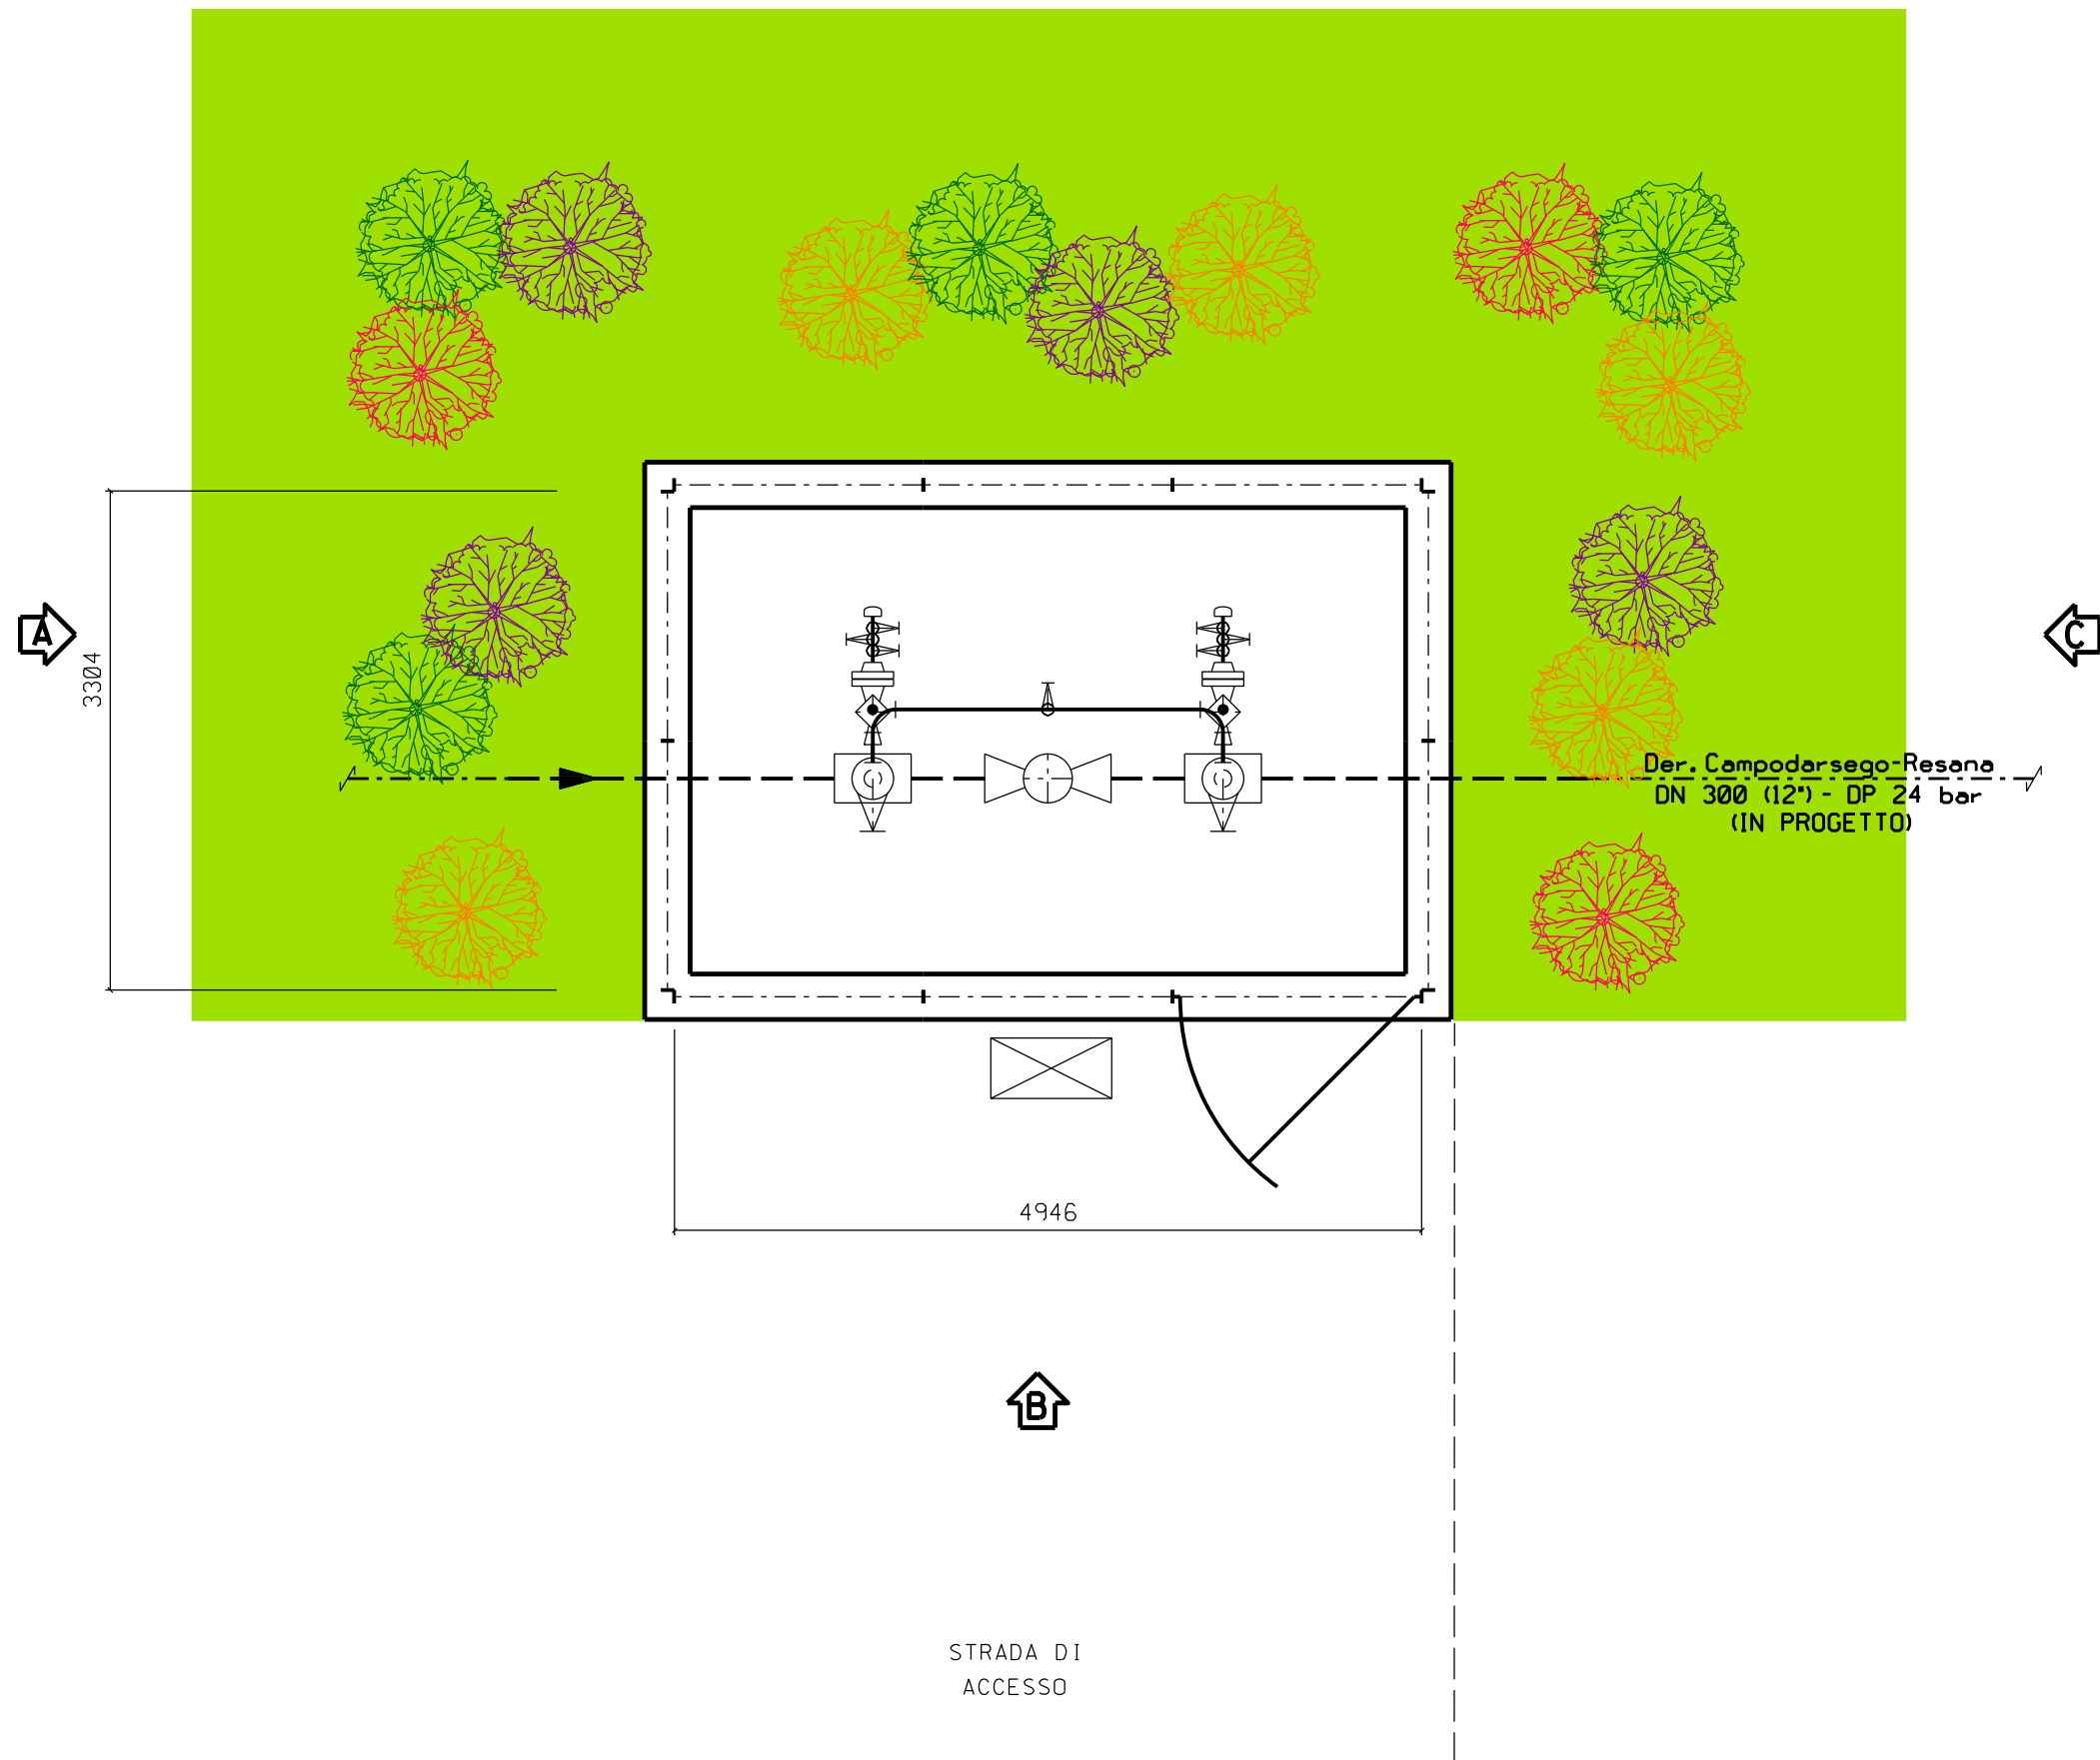 A
3304
C
Der. Campodarsego-Resana
DN 300 (12") - DP 24 bar
(IN PROGETTO)
4946
B
STRADA DI
ACCESSO